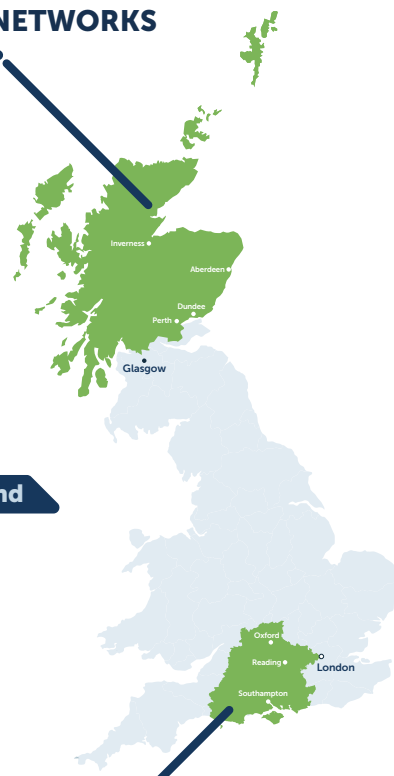 NETWORKS
Inverness
Aberdeen
Dundee
Perth
Glasgow
nd
Oxford
Reading
London
Southampton